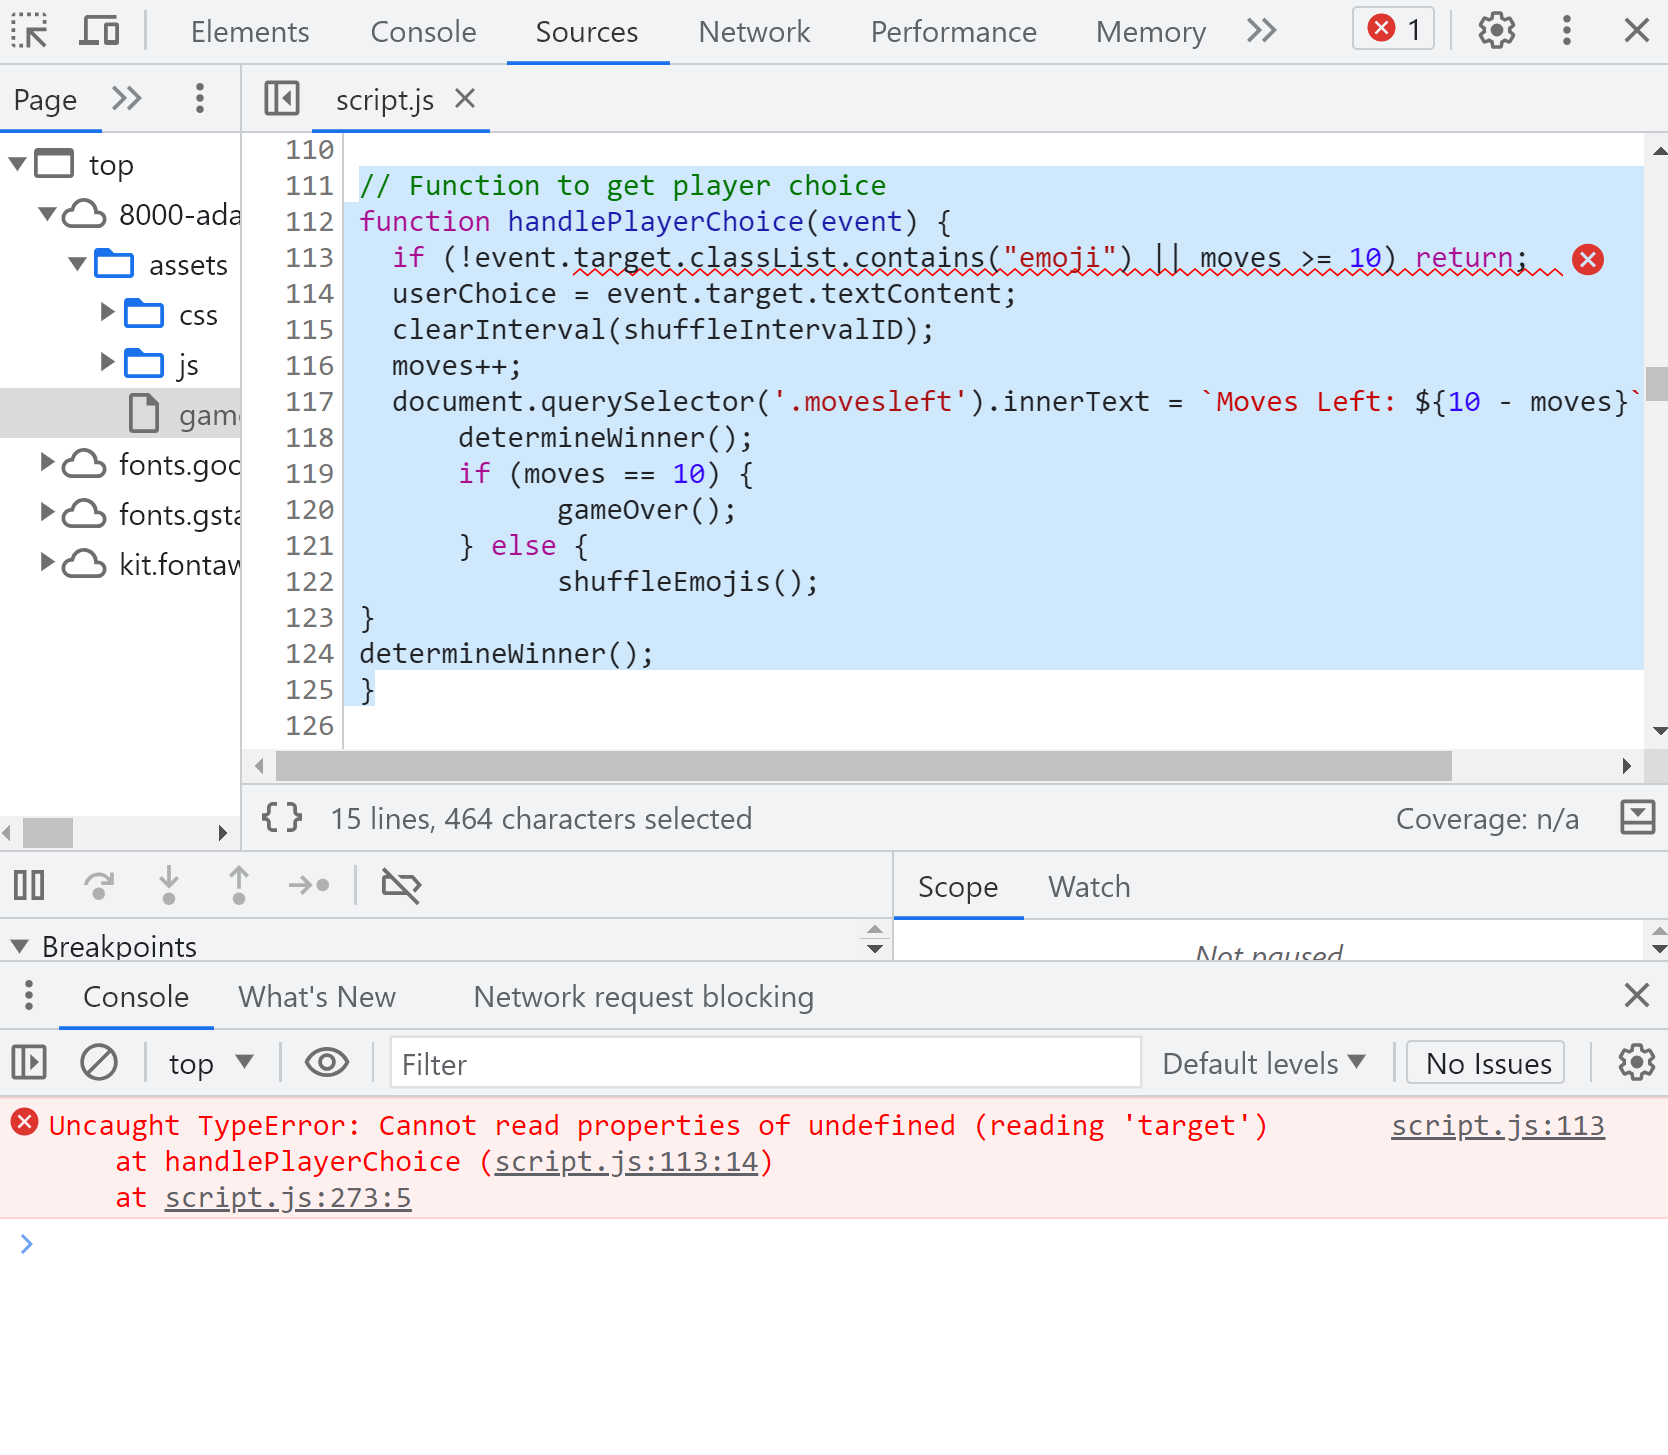 Elements Console Sources Network Performance Memory 1
Page script.js
top
8000-ada
assets
css
js
game
fonts.goo
fonts.gsta
kit.fontaw
110
111 // Function to get player choice
112 function handlePlayerChoice(event) {
113 if (!event.target.classList.contains("emoji") || moves >= 10) return;
114 userChoice = event.target.textContent;
115 clearInterval(shuffleIntervalID);
116 moves++;
117 document.querySelector('.movesleft').innerText = `Moves Left: ${10 - moves}`
118 determineWinner();
119 if (moves == 10) {
120 gameOver();
121 } else {
122 shuffleEmojis();
123 }
124 determineWinner();
125 }
126
{} 15 lines, 464 characters selected Coverage: n/a
Scope Watch
Breakpoints
Not paused
Console What's New Network request blocking
top Filter Default levels No Issues
Uncaught TypeError: Cannot read properties of undefined (reading 'target') script.js:113
at handlePlayerChoice (script.js:113:14)
at script.js:273:5